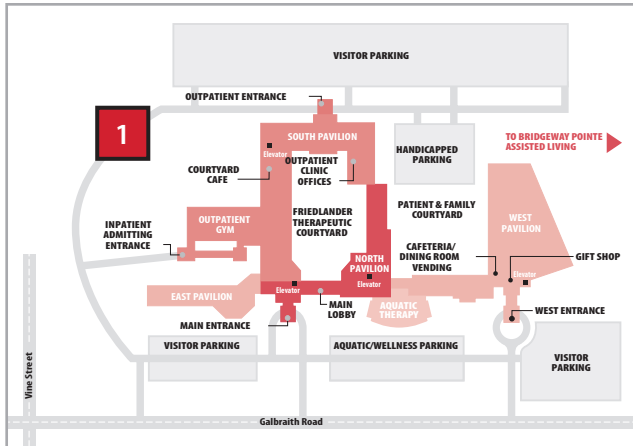 VISITOR PARKING
OUTPATIENT ENTRANCE
1
SOUTH PAVILION
Elevator
OUTPATIENT
CLINIC
OFFICES
HANDICAPPED
PARKING
TO BRIDGEWAY POINTE
ASSISTED LIVING
COURTYARD
CAFE
OUTPATIENT
GYM
FRIEDLANDER
THERAPEUTIC
COURTYARD
PATIENT & FAMILY
COURTYARD
WEST
PAVILION
INPATIENT
ADMITTING
ENTRANCE
CAFETERIA/
DINING ROOM
VENDING
GIFT SHOP
NORTH
PAVILION
Elevator
Elevator
Elevator
EAST PAVILION
MAIN
LOBBY
AQUATIC
THERAPY
MAIN ENTRANCE
WEST ENTRANCE
VISITOR PARKING
AQUATIC/WELLNESS PARKING
VISITOR
PARKING
Vine Street
Galbraith Road